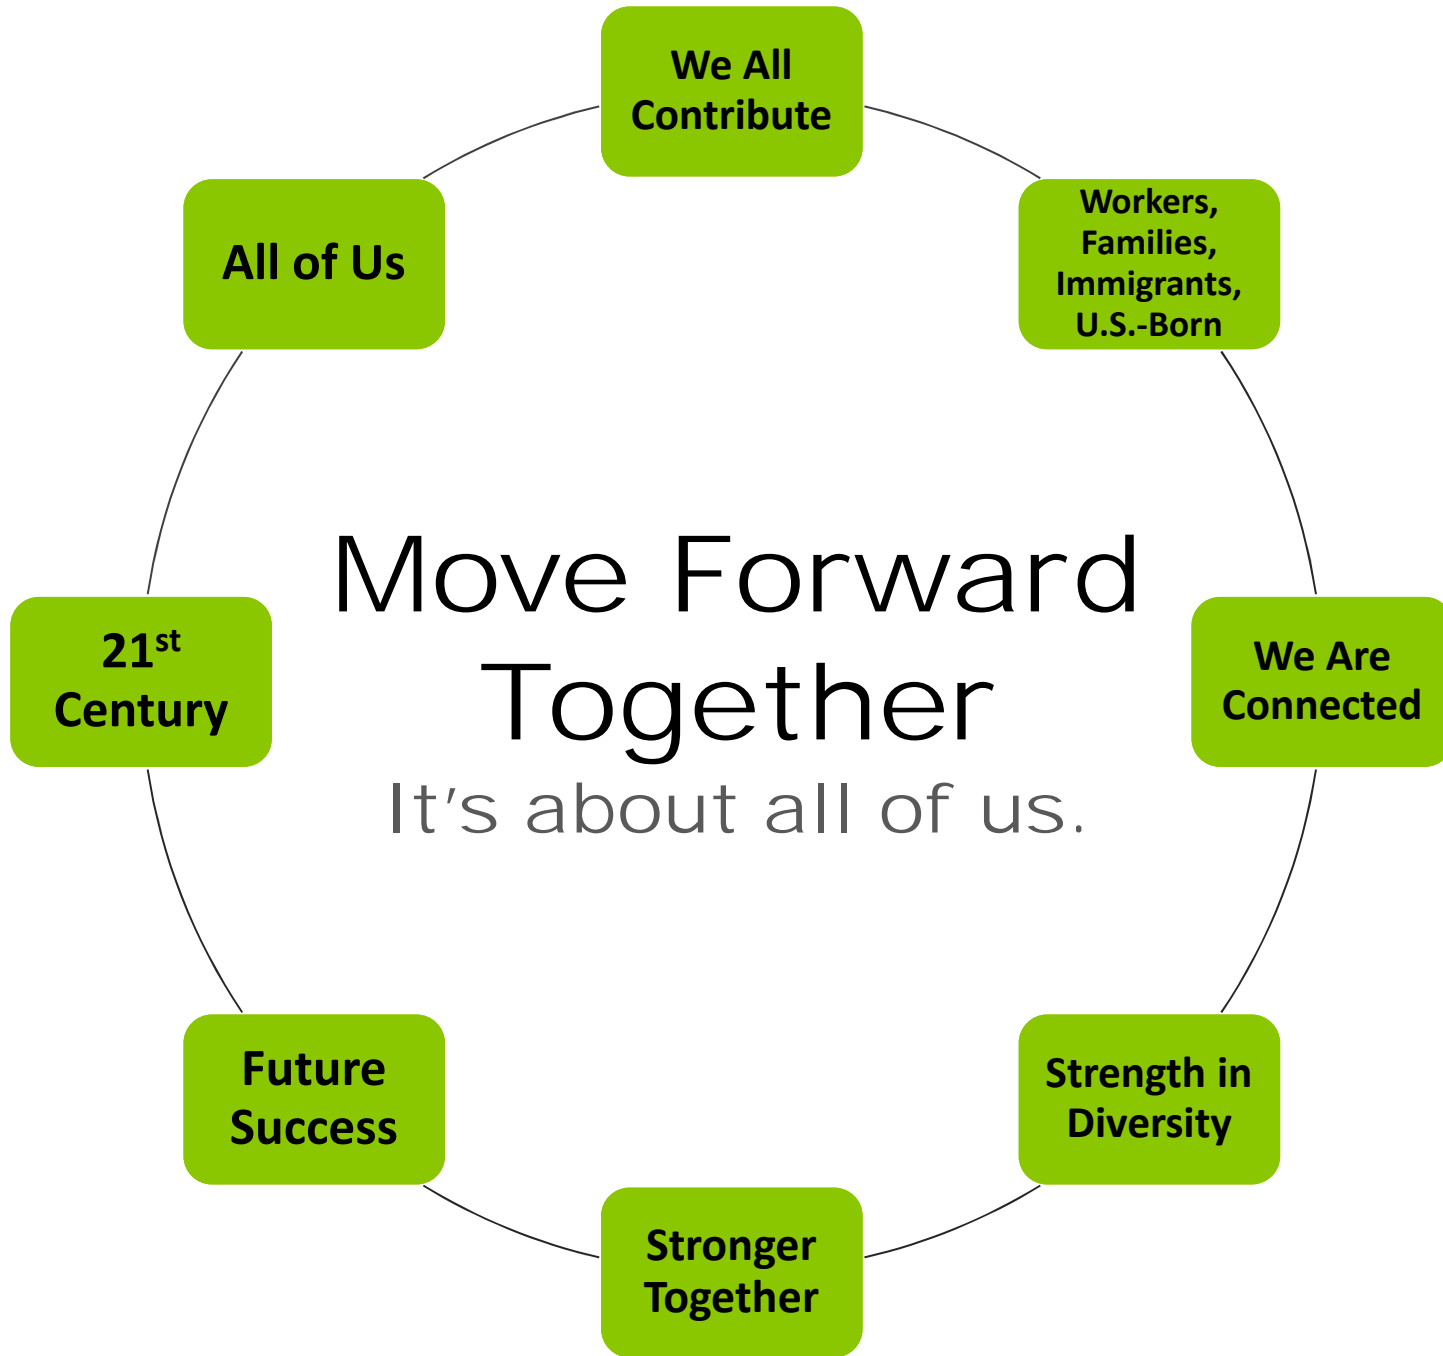 We All
Contribute
Workers,
Families,
Immigrants,
U.S.-Born
We Are
Connected
Strength in
Diversity
Stronger
Together
Future
Success
21st
Century
All of Us
Move Forward
Together
It's about all of us.